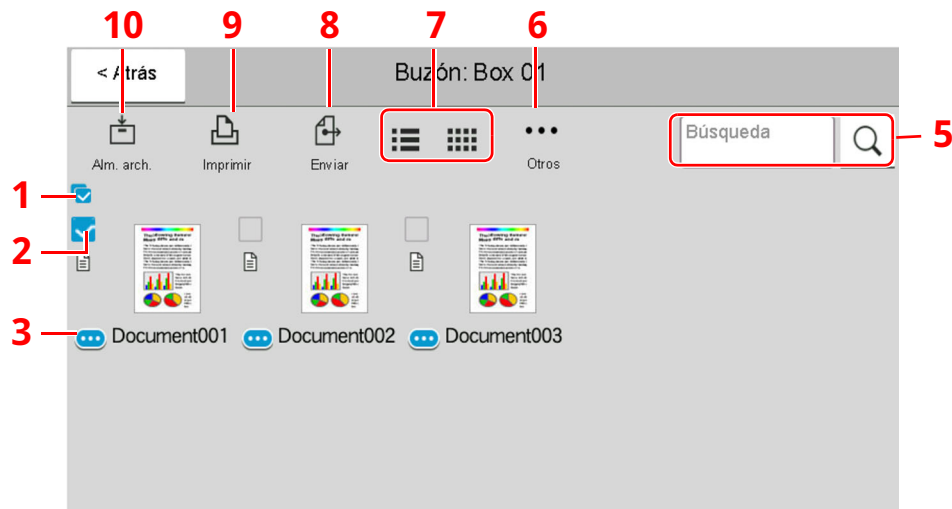 10 9 8 7 6
< Atrás Buzón: Box 01
5
Búsqueda
Alm. arch. Imprimir Enviar Otros
1
2
3 Document001 Document002 Document003